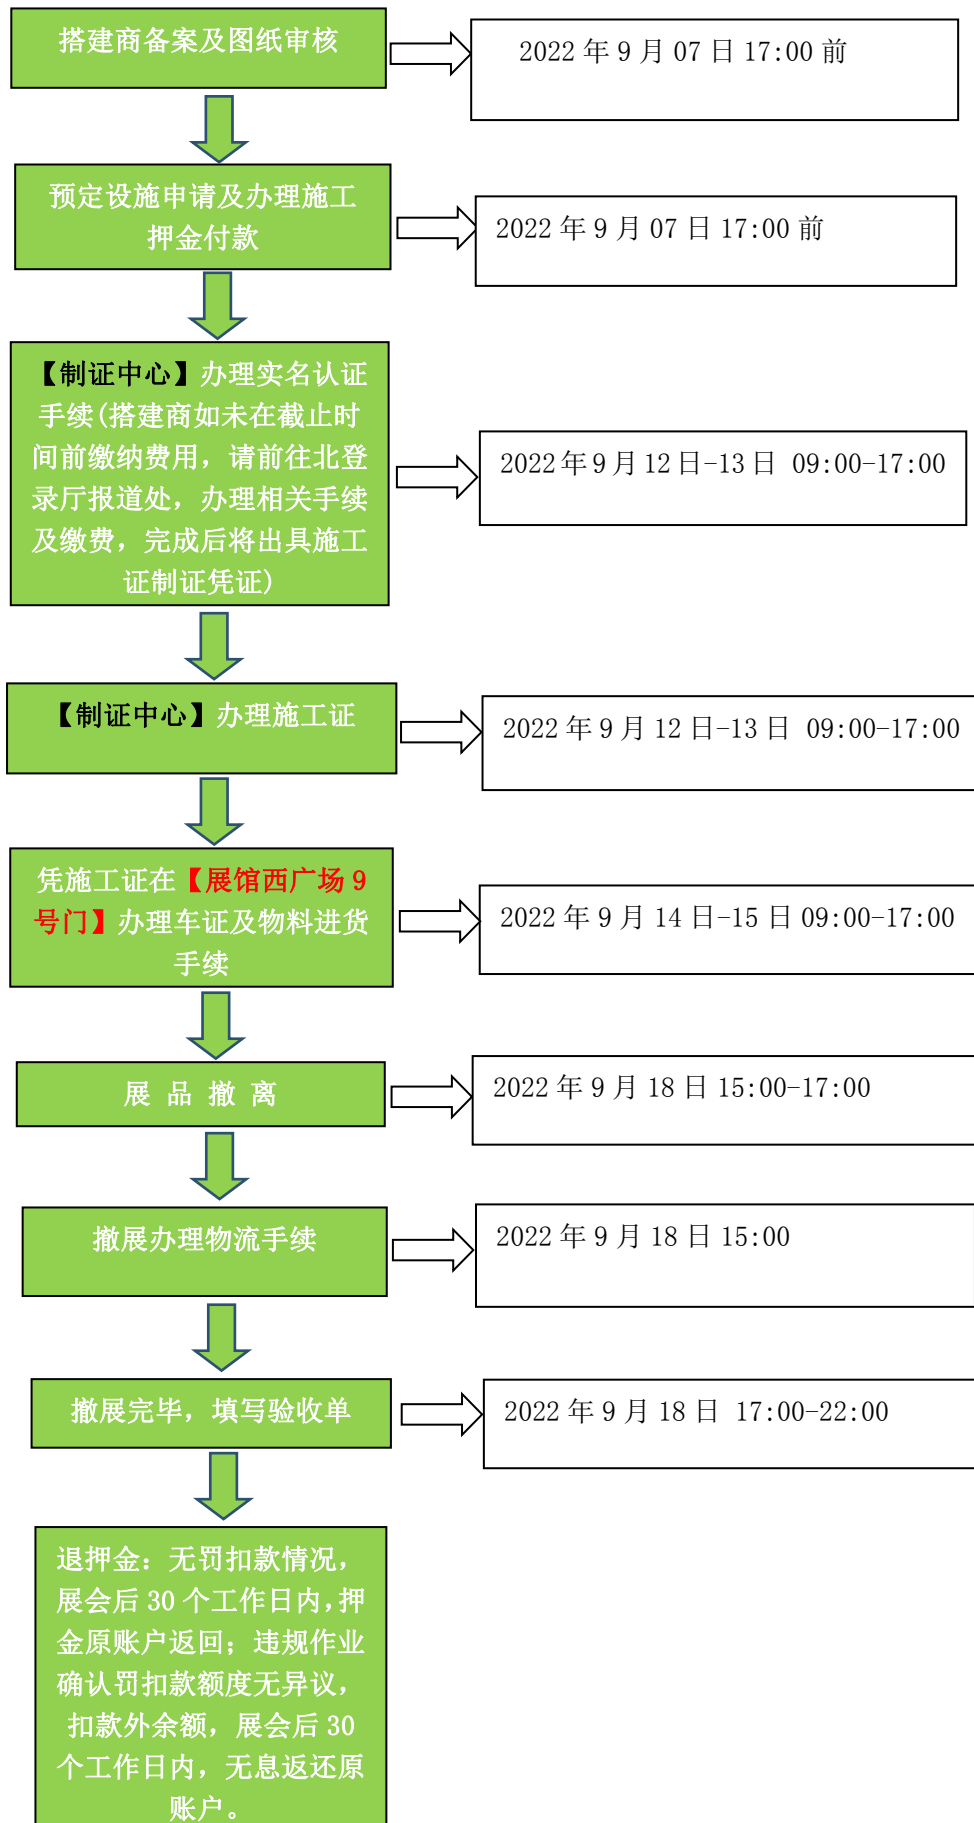 搭建商备案及图纸审核
2022 年 9 月 07 日 17:00 前
预定设施申请及办理施工
押金付款
2022 年 9 月 07 日 17:00 前
【制证中心】办理实名认证
手续(搭建商如未在截止时
间前缴纳费用，请前往北登
录厅报道处，办理相关手续
及缴费，完成后将出具施工
证制证凭证)
2022 年 9 月 12 日-13 日 09:00-17:00
【制证中心】办理施工证
2022 年 9 月 12 日-13 日 09:00-17:00
凭施工证在【展馆西广场 9
号门】办理车证及物料进货
手续
2022 年 9 月 14 日-15 日 09:00-17:00
展 品 撤 离
2022 年 9 月 18 日 15:00-17:00
撤展办理物流手续
2022 年 9 月 18 日 15:00
撤展完毕，填写验收单
2022 年 9 月 18 日 17:00-22:00
退押金：无罚扣款情况，
展会后 30 个工作日内，押
金原账户返回；违规作业
确认罚扣款额度无异议，
扣款外余额，展会后 30
个工作日内，无息返还原
账户。